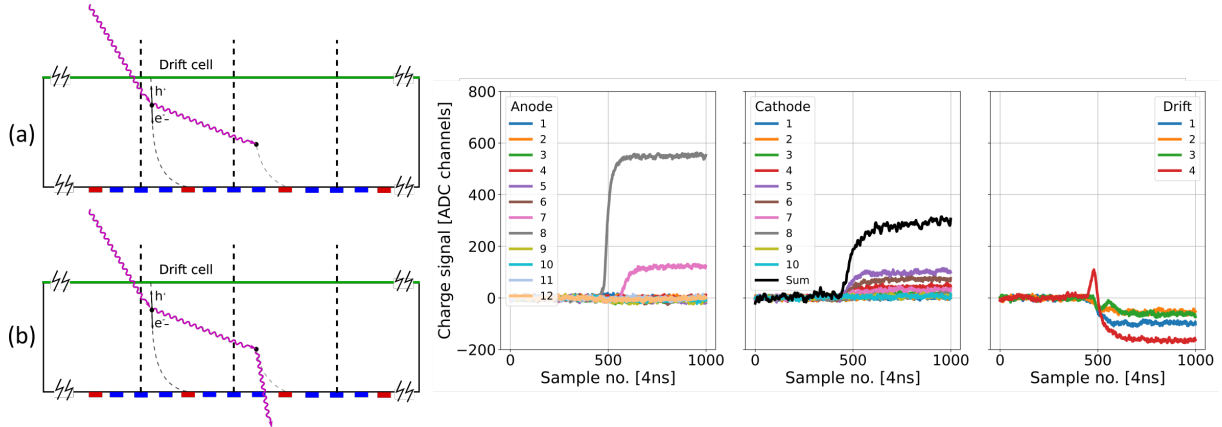 (a)
Drift cell
h·
e⁻
(b)
Drift cell
h·
e⁻
Charge signal [ADC channels]
800
600
400
200
0
−200
Anode
1
2
3
4
5
6
7
8
9
10
11
12
0
500
1000
Sample no. [4ns]
Cathode
1
2
3
4
5
6
7
8
9
10
Sum
0
500
1000
Sample no. [4ns]
Drift
1
2
3
4
0
500
1000
Sample no. [4ns]